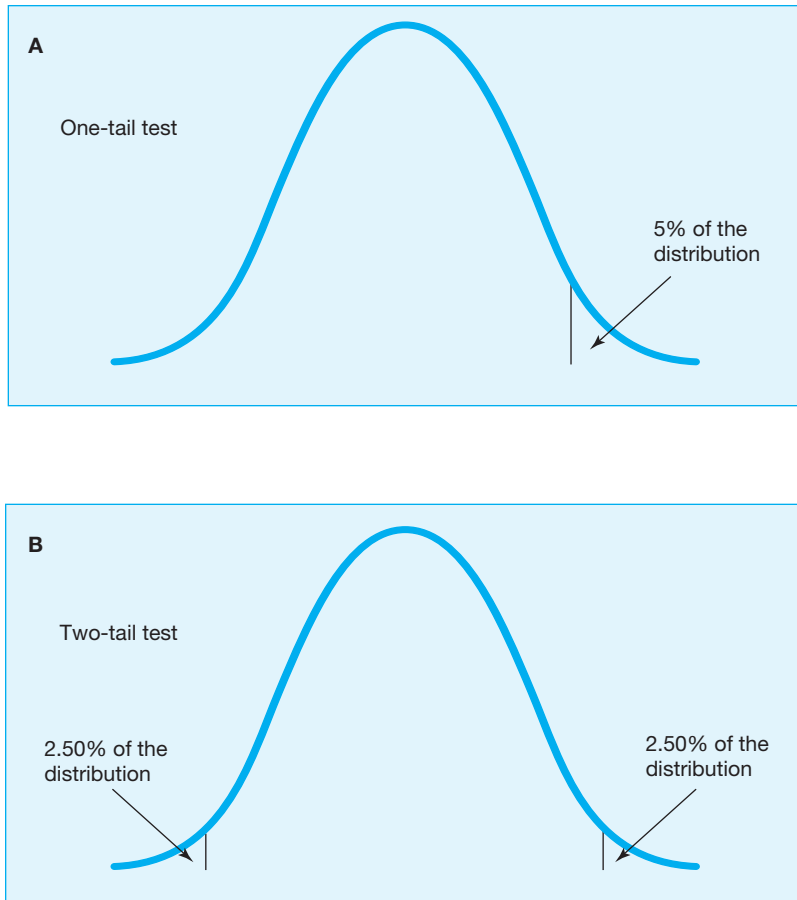 A
One-tail test
5% of the
distribution
B
Two-tail test
2.50% of the
distribution
2.50% of the
distribution